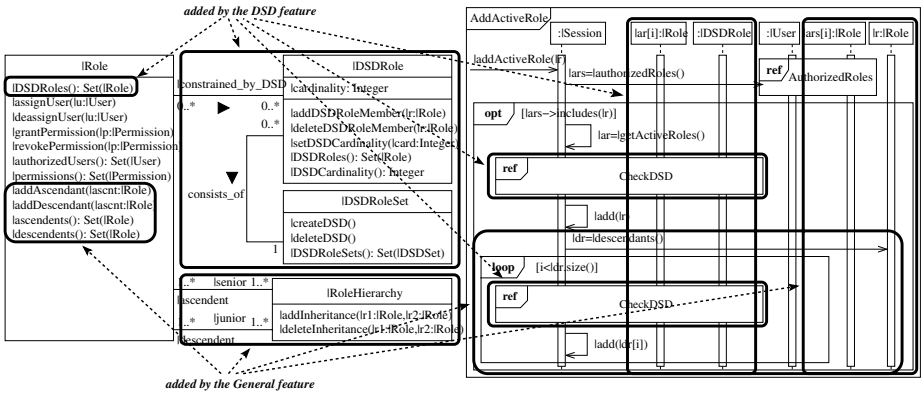 added by the DSD feature
|Role
|DSDRoles(): Set(|Role)
|assignUser(|u:|User)
|deassignUser(|u:|User)
|grantPermission(|p:|Permission)
|revokePermission(|p:|Permission
|authorizedUsers(): Set(|User)
|permissions(): Set(|Permission)
|addAscendant(|ascnt:|Role)
|addDescendant(|ascnt:|Role
|ascendents(): Set(|Role)
|descendents(): Set(|Role)
|constrained_by_DSD
0..*
0..*
0..*
consists_of
1
|DSDRole
|cardinality: Integer
|addDSDRoleMember(|r:|Role)
|deleteDSDRoleMember(|r:|Role)
|setDSDCardinality(|card:Integer)
|DSDRoles(): Set(|Role)
|DSDCardinality(): Integer
|DSDRoleSet
|createDSD()
|deleteDSD()
|DSDRoleSets(): Set(|DSDSet)
..*
|senior 1..*
|ascendent
1..*
|junior 1..*
|descendent
|RoleHierarchy
|addInheritance(|r1:|Role,|r2:|Role)
|deleteInheritance(|r1:|Role,|r2:|Role)
added by the General feature
AddActiveRole
:|Session
|ar[i]:|Role
:|DSDRole
:|User
|ars[i]:|Role
|r:|Role
|addActiveRole(|r)
|ars=|authorizedRoles()
ref
AuthorizedRoles
opt
[|ars->includes(|r)]
|ar=|getActiveRoles()
ref
CheckDSD
|add(|r)
|dr=|descendants()
loop
[i<|dr.size()]
ref
CheckDSD
|add(|dr[i])